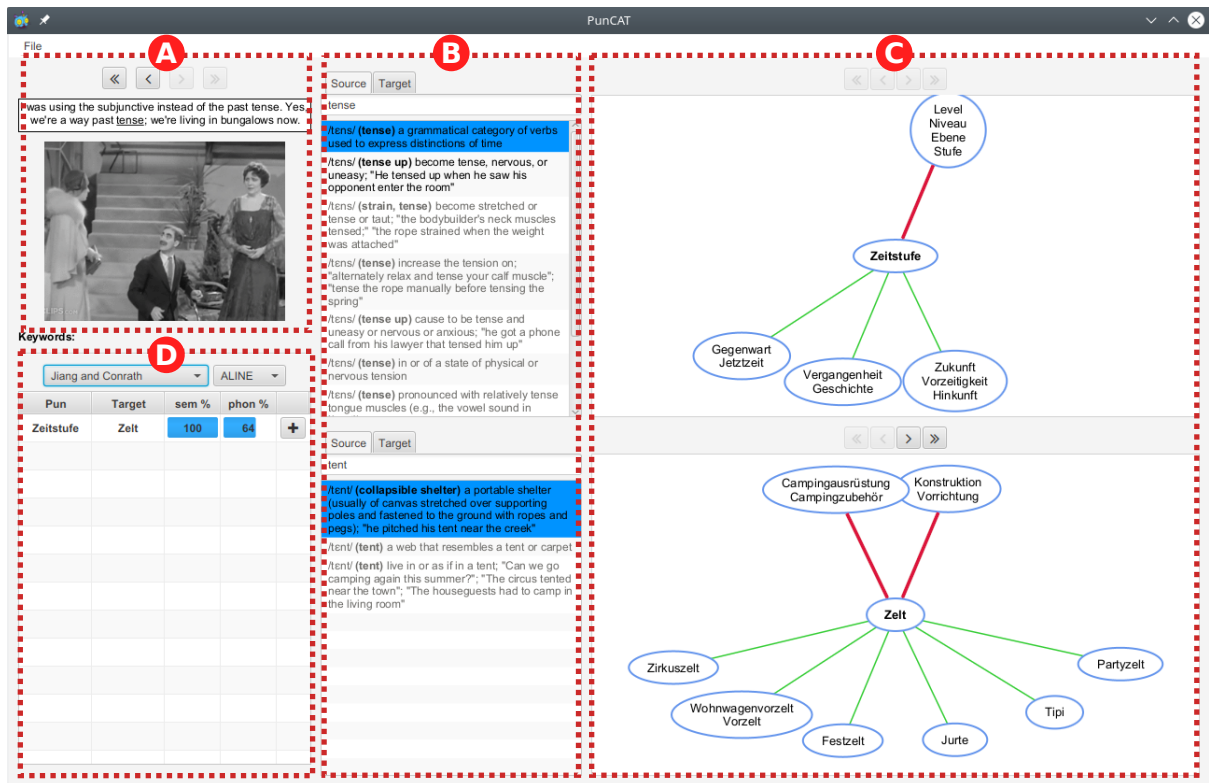 PunCAT
File
A
«
‹
›
»
I was using the subjunctive instead of the past tense. Yes,
we're a way past tense; we're living in bungalows now.
Keywords:
D
Jiang and Conrath
ALINE
Pun Target sem % phon %
Zeitstufe Zelt 100 64 +
B
Source Target
tense
/tɛns/ (tense) a grammatical category of verbs
used to express distinctions of time
/tɛns/ (tense up) become tense, nervous, or
uneasy; "He tensed up when he saw his
opponent enter the room"
/tɛns/ (strain, tense) become stretched or
tense or taut; "the bodybuilder's neck muscles
tensed;" "the rope strained when the weight
was attached"
/tɛns/ (tense) increase the tension on;
"alternately relax and tense your calf muscle";
"tense the rope manually before tensing the
spring"
/tɛns/ (tense up) cause to be tense and
uneasy or nervous or anxious; "he got a phone
call from his lawyer that tensed him up"
/tɛns/ (tense) in or of a state of physical or
nervous tension
/tɛns/ (tense) pronounced with relatively tense
tongue muscles (e.g., the vowel sound in
Source Target
tent
/tɛnt/ (collapsible shelter) a portable shelter
(usually of canvas stretched over supporting
poles and fastened to the ground with ropes and
pegs); "he pitched his tent near the creek"
/tɛnt/ (tent) a web that resembles a tent or carpet
/tɛnt/ (tent) live in or as if in a tent; "Can we go
camping again this summer?"; "The circus tented
near the town"; "The houseguests had to camp in
the living room"
C
«
‹
›
»
Level
Niveau
Ebene
Stufe
Zeitstufe
Gegenwart
Jetztzeit
Vergangenheit
Geschichte
Zukunft
Vorzeitigkeit
Hinkunft
«
‹
›
»
Campingausrüstung
Campingzubehör
Konstruktion
Vorrichtung
Zelt
Zirkuszelt
Wohnwagenvorzelt
Vorzelt
Festzelt
Jurte
Tipi
Partyzelt